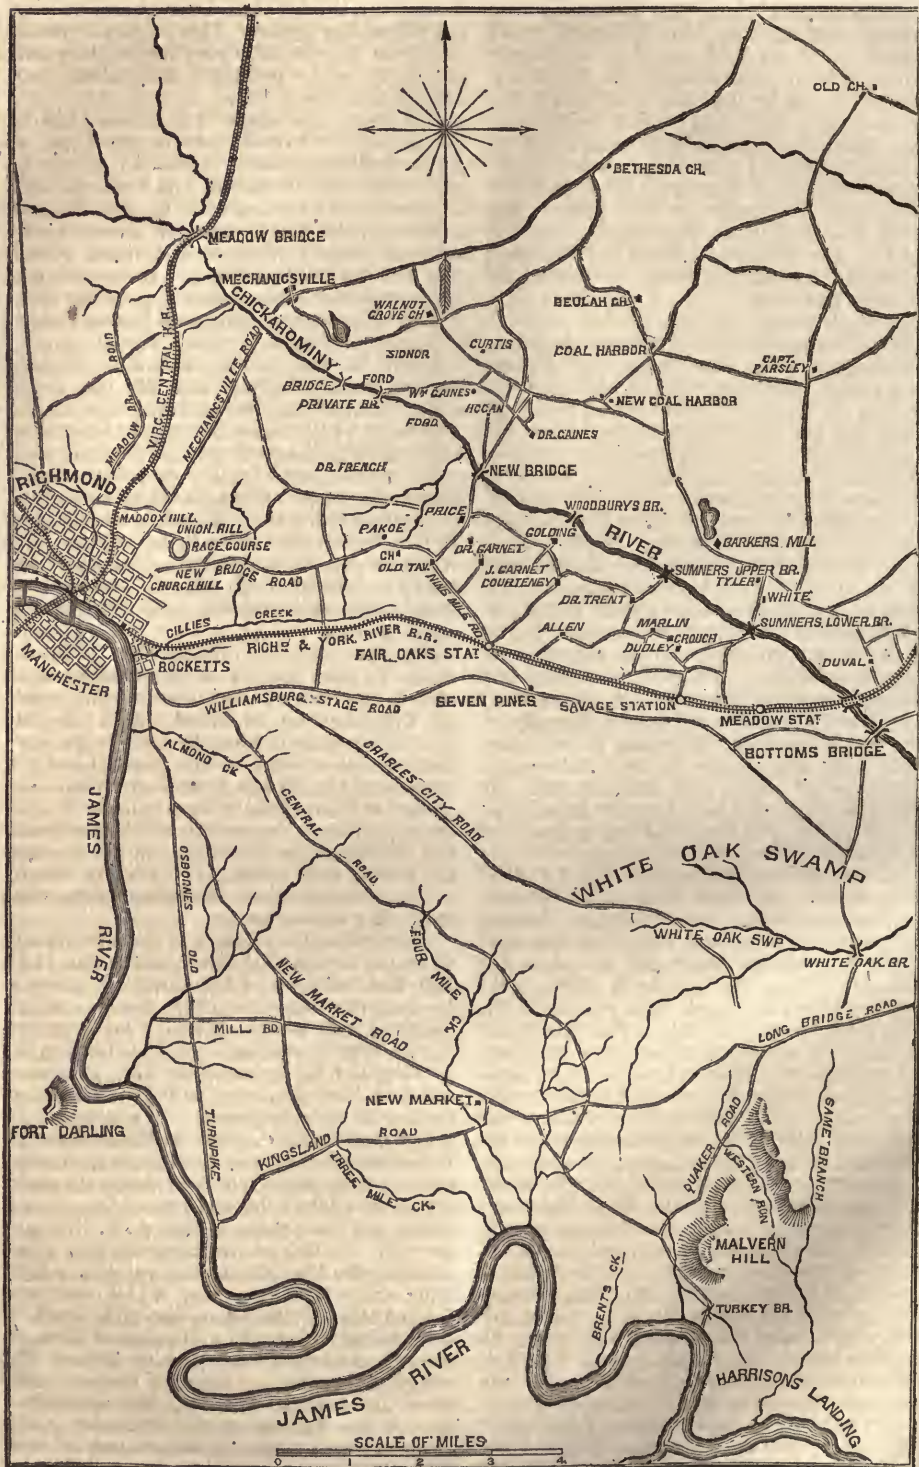 OLD CH.
BETHESDA CH.
MEADOW BRIDGE
MECHANICSVILLE
CHICKAHOMINY
WALNUT
GROVE CH.
BEULAH CH.
CURTIS
SIDNOR
COAL HARBOR
CAPT.
PARSLEY
VIRG. CENTRAL R.R.
MEADOW BR. ROAD
MECHANICSVILLE ROAD
BRIDGE
FORD
PRIVATE BR.
WM GAINES
HOGAN
NEW COAL HARBOR
FORD
DR. GAINES
DR. FRENCH
NEW BRIDGE
RICHMOND
MADDOX HILL
UNION HILL
RACE COURSE
PRICE
WOODBURYS BR.
RIVER
P. AKOE
GOLDING
BARKERS MILL
NEW BRIDGE ROAD
CHURCH HILL
CH.
OLD TAV.
DR. GARNET
J. GARNET
COURTENEY
NING MILE RD.
SUMNERS UPPER BR.
TYLER
WHITE
DR. TRENT
GILLIES CREEK
ALLEN
MARLIN
CROUCH
DUDLEY
SUMNERS, LOWER BR.
RICHD & YORK RIVER R.R.
FAIR OAKS STAT.
DUVAL
MANCHESTER
ROCKETTS
WILLIAMSBURG STAGE ROAD
SEVEN PINES
SAVAGE STATION
MEADOW STAT.
BOTTOMS BRIDGE
ALMOND CK
CENTRAL ROAD
CHARLES CITY ROAD
JAMES RIVER
OSBORNES OLD TURNPIKE
WHITE OAK SWAMP
FOUR MILE CK.
WHITE OAK SWP
WHITE OAK BR.
NEW MARKET ROAD
MILL RD.
LONG BRIDGE ROAD
FORT DARLING
NEW MARKET
KINGSLAND ROAD
THREE MILE CK.
QUAKER ROAD
WESTERN RUN
SAME BRANCH
MALVERN
HILL
BRENTS CK
TURKEY BR.
JAMES RIVER
HARRISONS LANDING
SCALE OF MILES
0 1 2 3 4